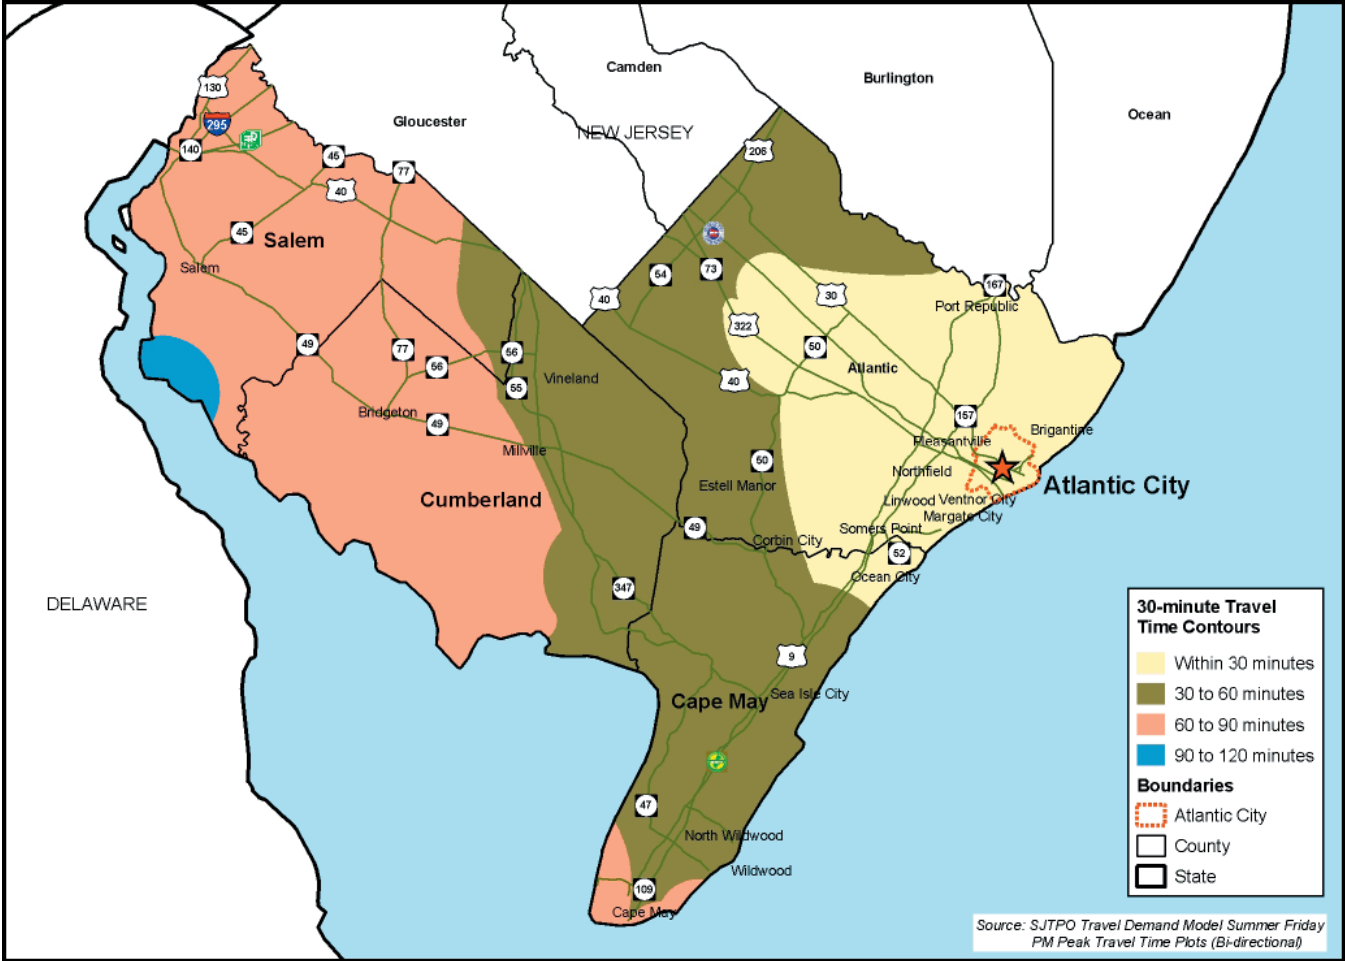 Camden
Burlington
Ocean
Gloucester
NEW JERSEY
130
295
140
45
77
40
206
45
Salem
Salem
54
73
40
30
167
Port Republic
322
50
49
77
56
56
55
Vineland
40
Atlantic
Bridgeton
49
Millville
157
Pleasantville
Brigantine
50
Estell Manor
Northfield
Atlantic City
Cumberland
Linwood
Ventnor City
Margate City
49
Corbin City
Somers Point
52
Ocean City
347
DELAWARE
9
Cape May
Sea Isle City
47
North Wildwood
Wildwood
109
Cape May
30-minute Travel
Time Contours
Within 30 minutes
30 to 60 minutes
60 to 90 minutes
90 to 120 minutes
Boundaries
Atlantic City
County
State
Source: SJTPO Travel Demand Model Summer Friday
PM Peak Travel Time Plots (Bi-directional)